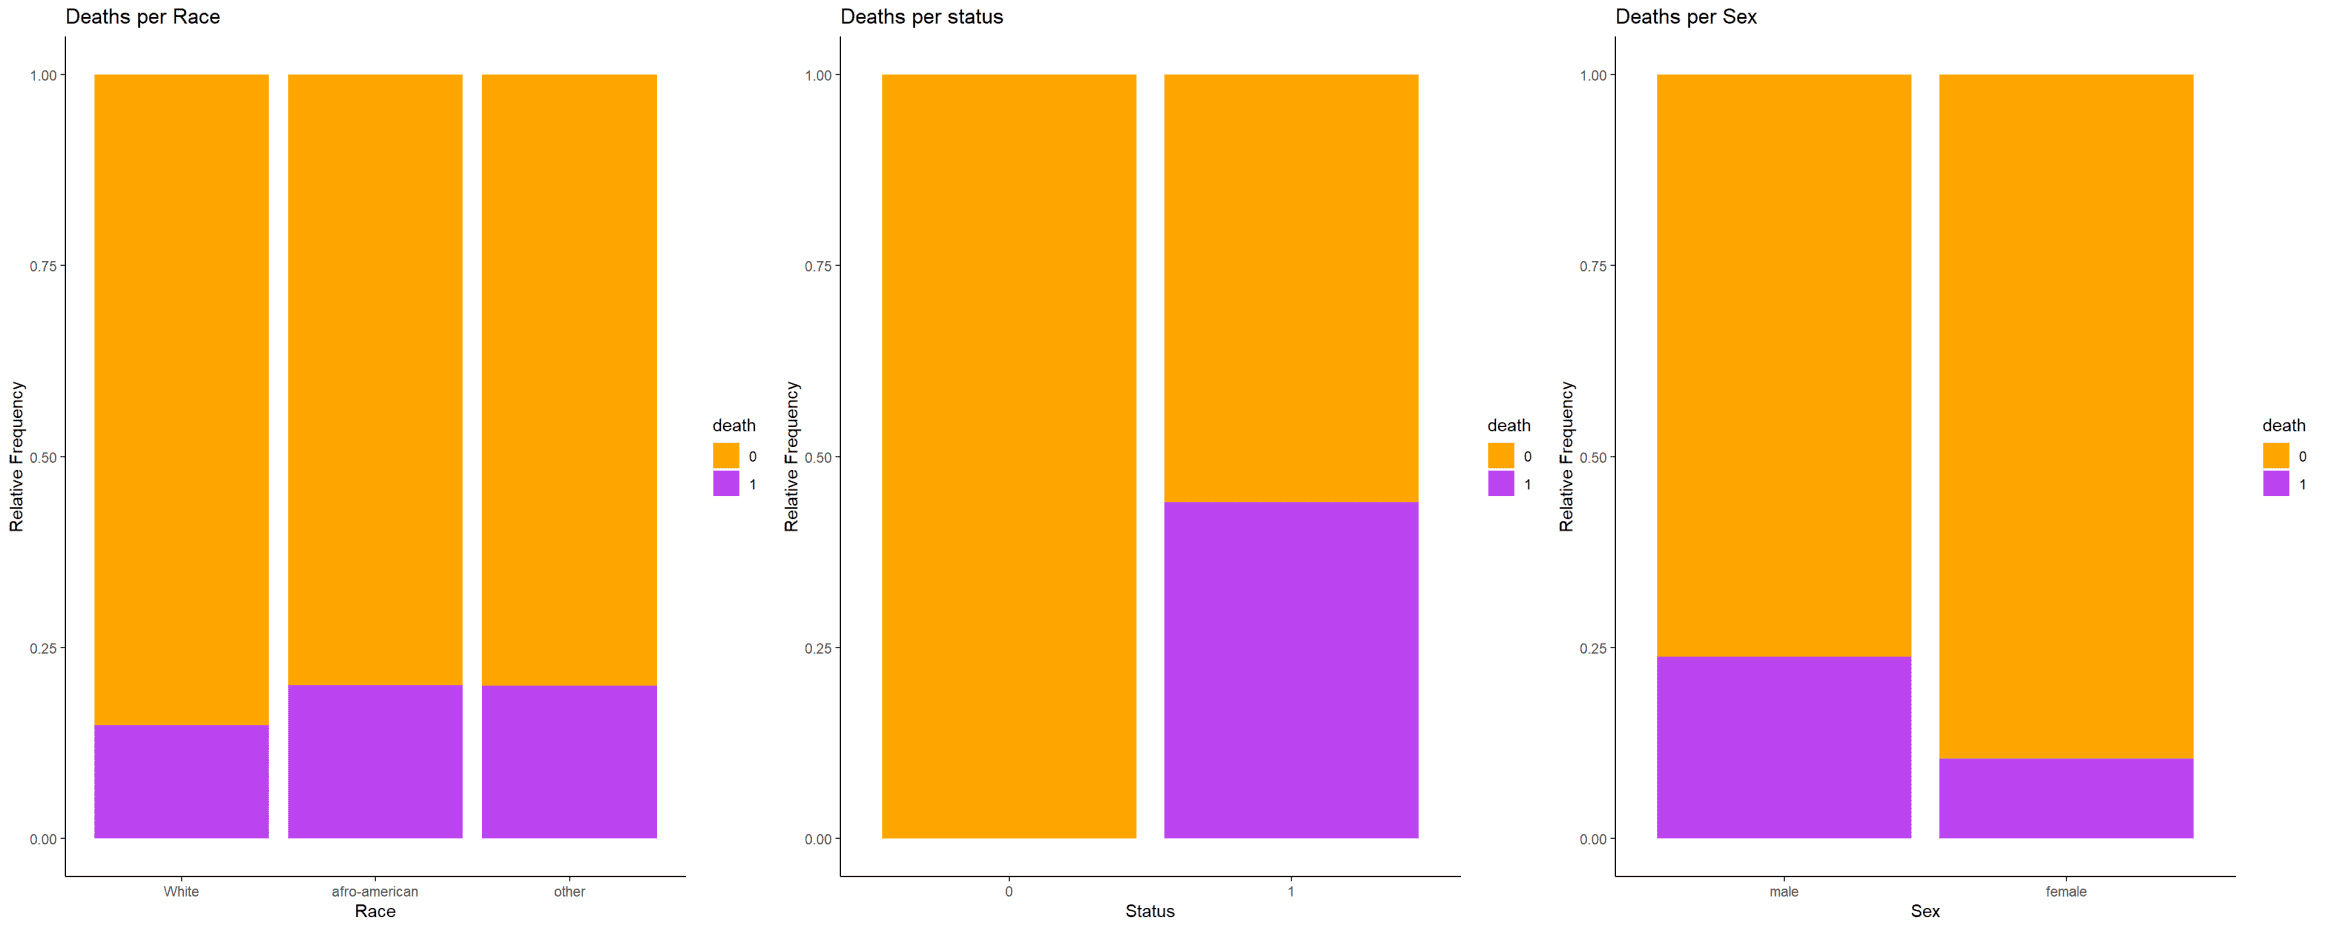 Deaths per Race
Relative Frequency
1.00
0.75
0.50
0.25
0.00
White
afro-american
other
Race
death
0
1
Deaths per status
Relative Frequency
1.00
0.75
0.50
0.25
0.00
0
1
Status
death
0
1
Deaths per Sex
Relative Frequency
1.00
0.75
0.50
0.25
0.00
male
female
Sex
death
0
1